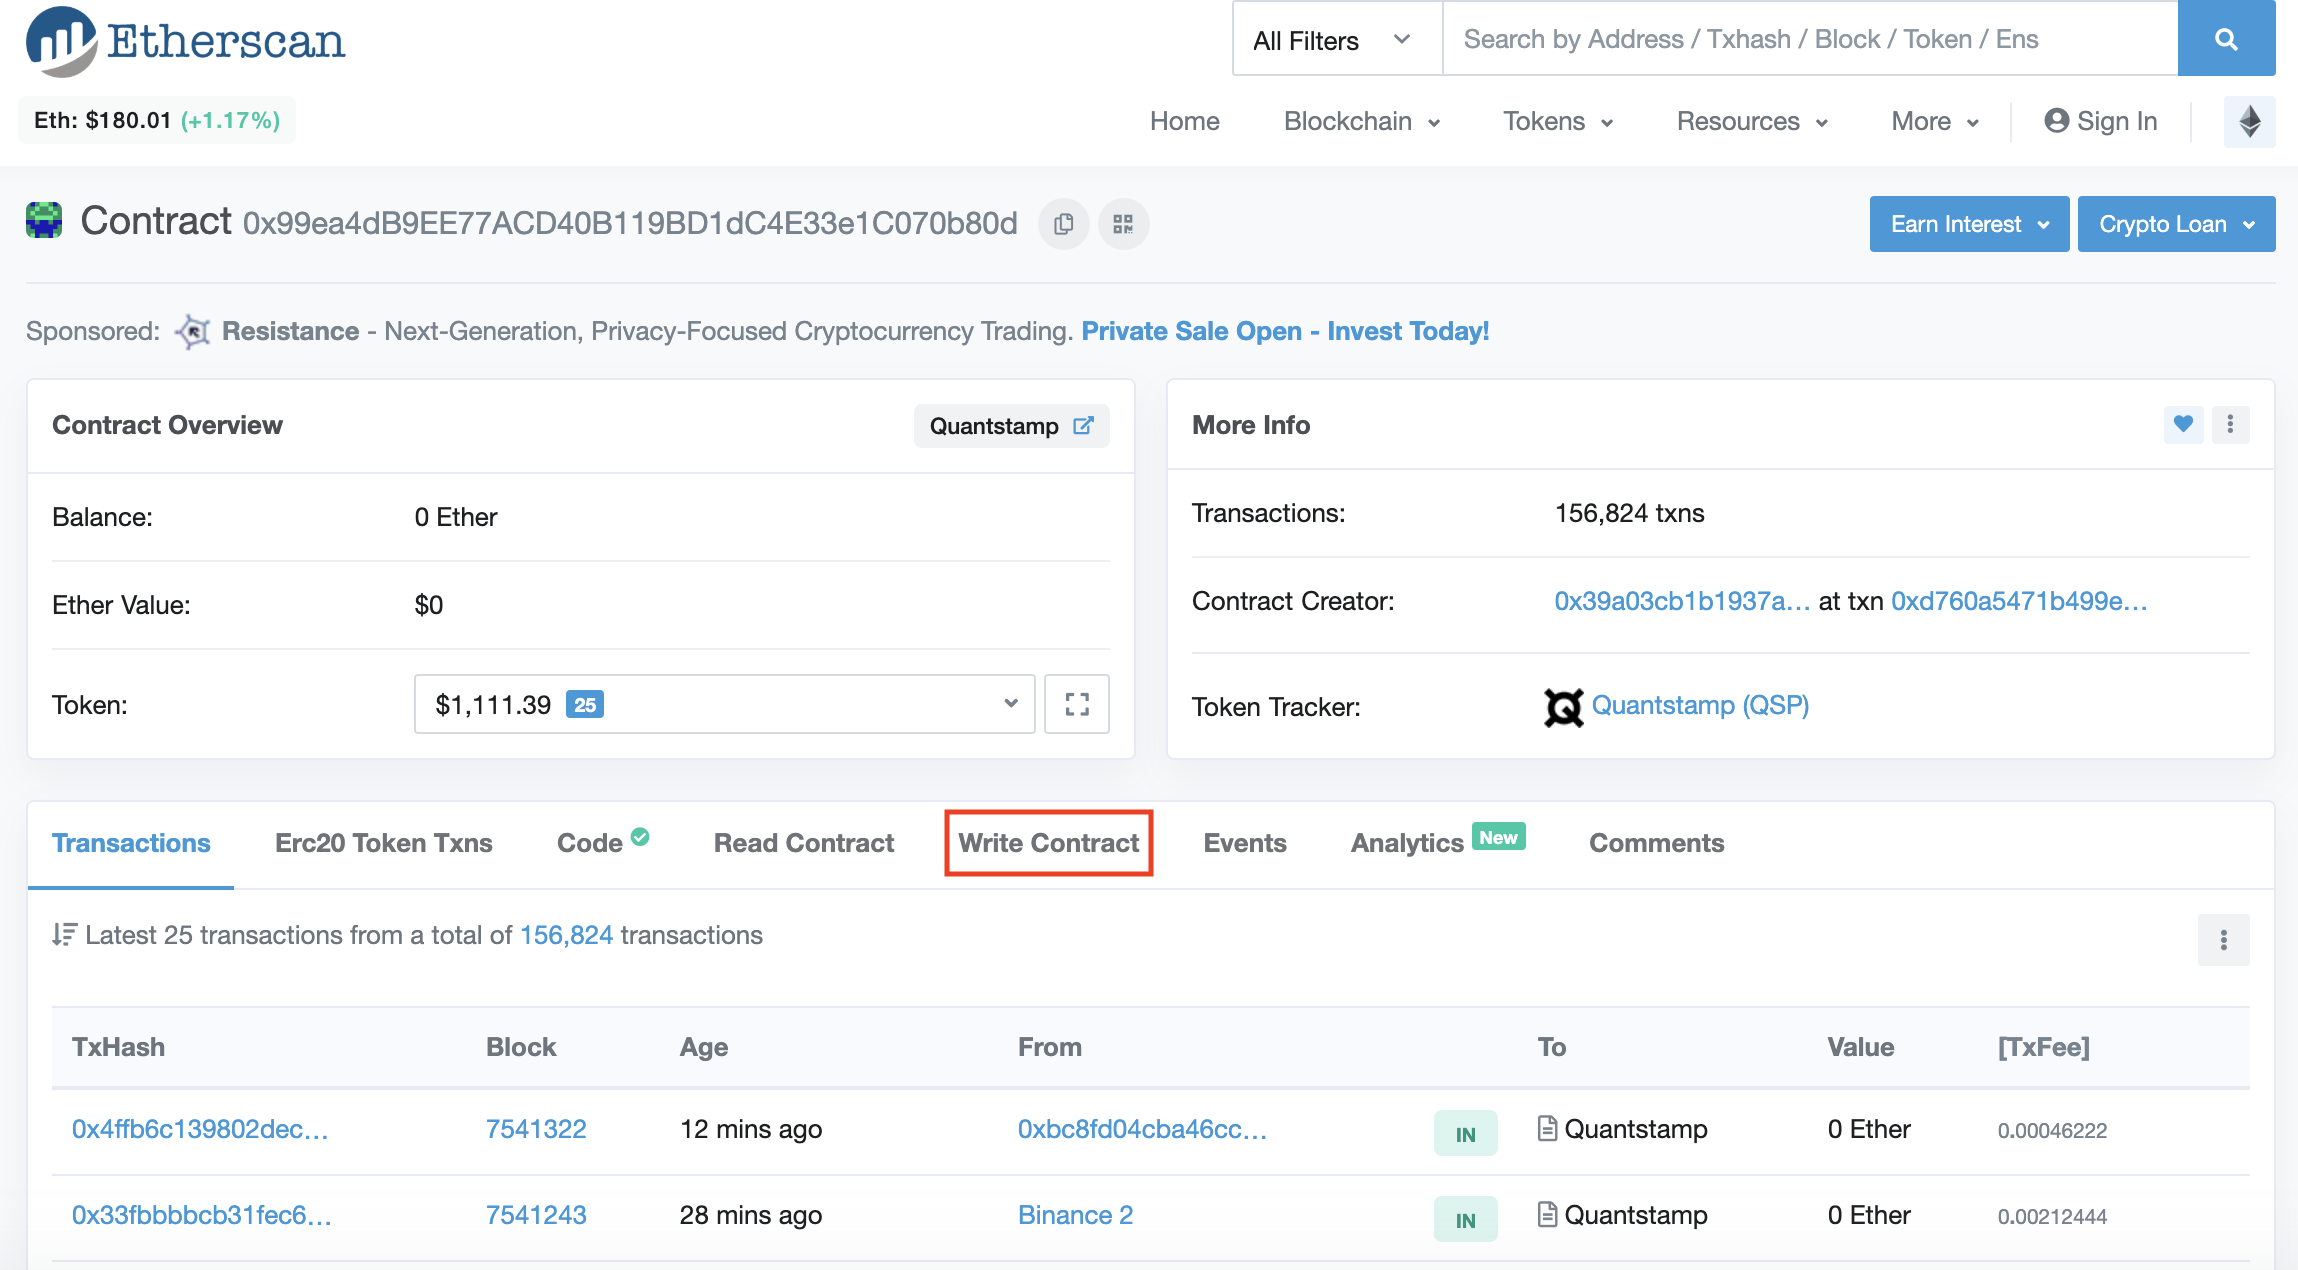 Etherscan
All Filters
Search by Address / Txhash / Block / Token / Ens
Eth: $180.01 (+1.17%)
Home Blockchain Tokens Resources More Sign In
Contract 0x99ea4dB9EE77ACD40B119BD1dC4E33e1C070b80d
Earn Interest Crypto Loan
Sponsored: Resistance - Next-Generation, Privacy-Focused Cryptocurrency Trading. Private Sale Open - Invest Today!
Contract Overview Quantstamp
Balance: 0 Ether
Ether Value: $0
Token: $1,111.39 25
More Info
Transactions: 156,824 txns
Contract Creator: 0x39a03cb1b1937a... at txn 0xd760a5471b499e...
Token Tracker: Quantstamp (QSP)
Transactions Erc20 Token Txns Code Read Contract Write Contract Events Analytics New Comments
Latest 25 transactions from a total of 156,824 transactions
TxHash Block Age From To Value [TxFee]
0x4ffb6c139802dec... 7541322 12 mins ago 0xbc8fd04cba46cc... IN Quantstamp 0 Ether 0.00046222
0x33fbbbbcb31fec6... 7541243 28 mins ago Binance 2 IN Quantstamp 0 Ether 0.00212444